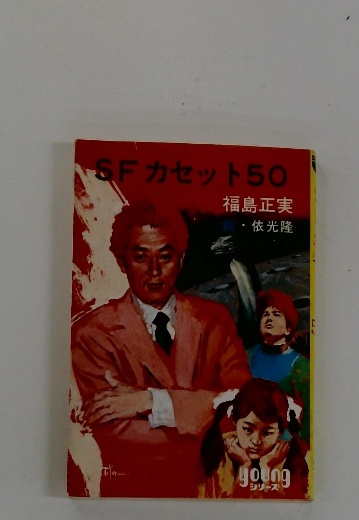 SFカセット50
福島正実
絵・依光隆
young
シリーズ